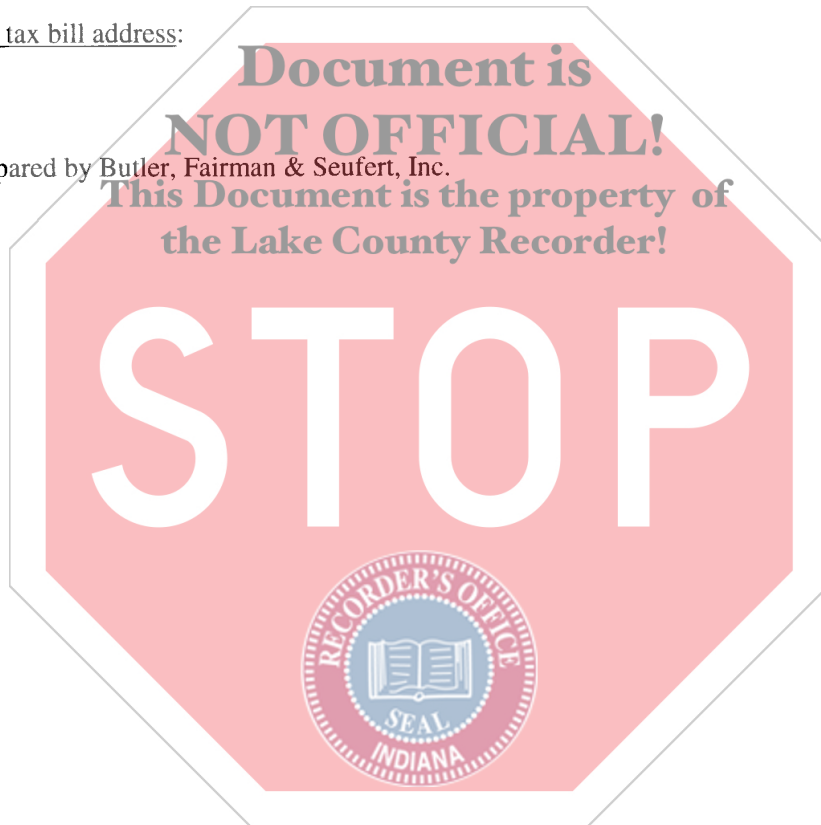 tax bill address:
Document is
NOT OFFICIAL!
pared by Butler, Fairman & Seufert, Inc.
This Document is the property of
the Lake County Recorder!
STOP
RECORDER'S OFFICE
SEAL
INDIANA